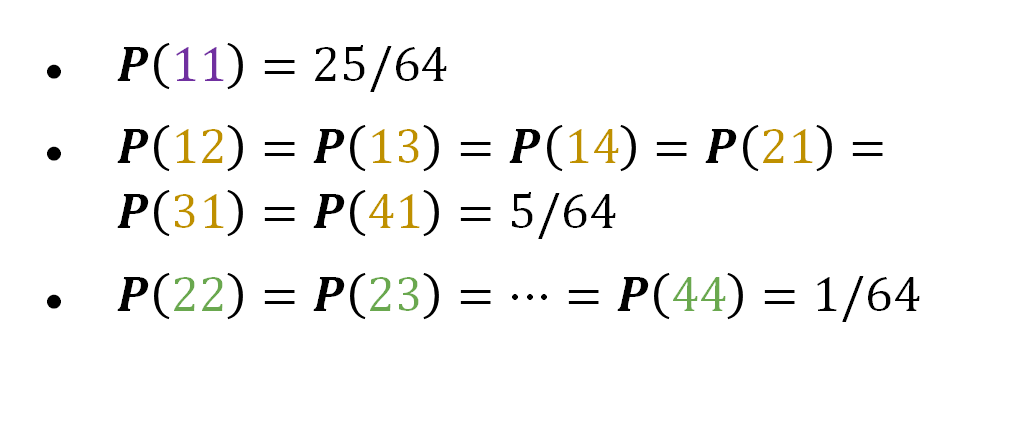 • P(11) = 25/64
• P(12) = P(13) = P(14) = P(21) =
P(31) = P(41) = 5/64
• P(22) = P(23) = ⋯ = P(44) = 1/64